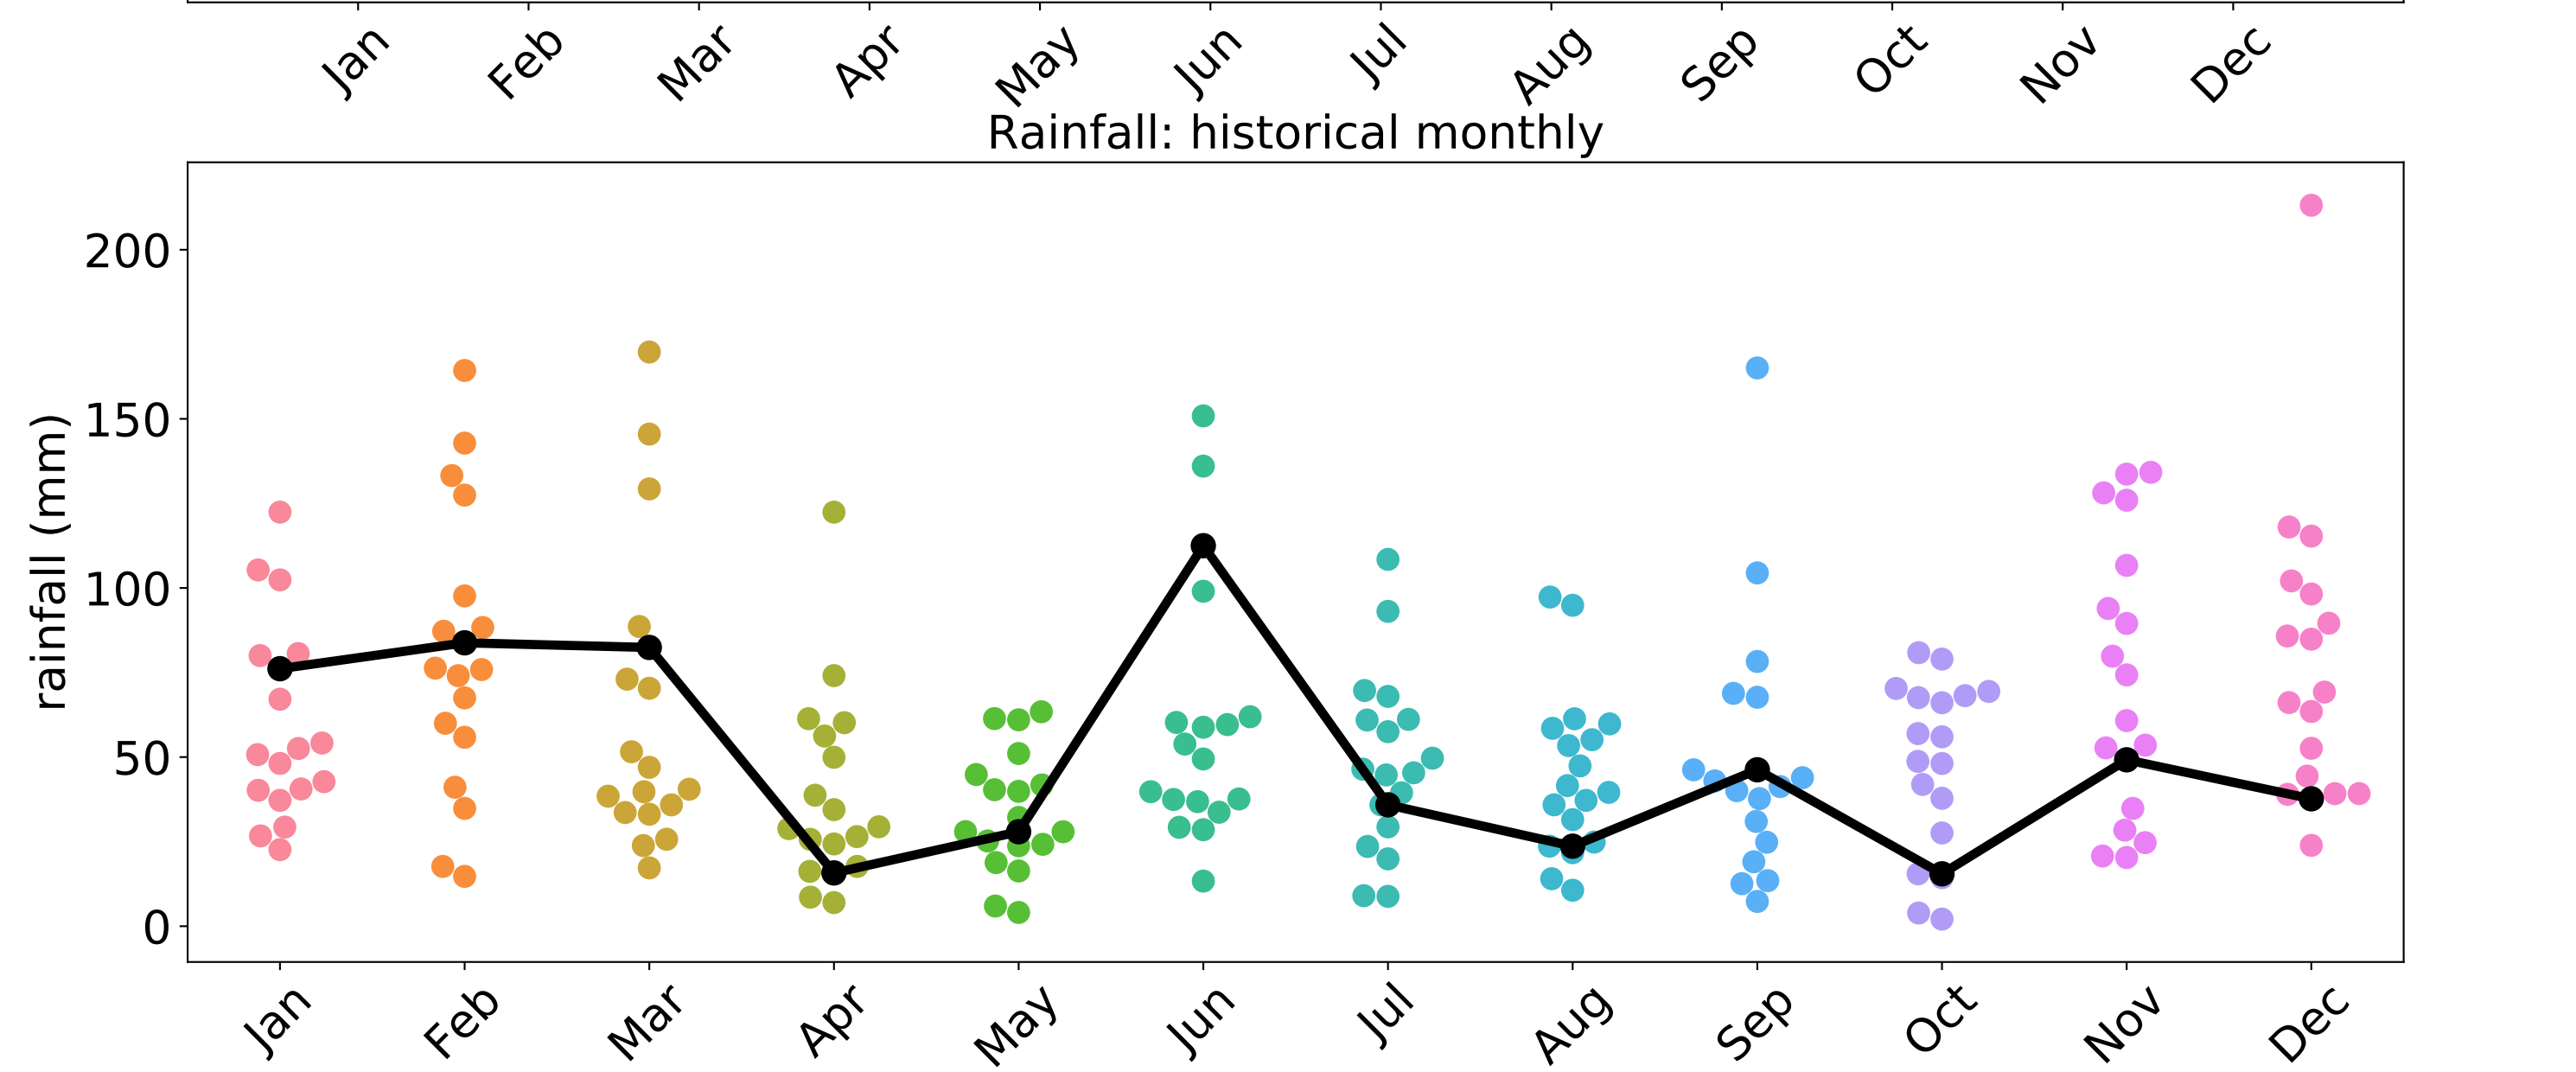 Jan Feb Mar Apr May Jun Jul Aug Sep Oct Nov Dec
Rainfall: historical monthly
rainfall (mm)
200
150
100
50
0
Jan Feb Mar Apr May Jun Jul Aug Sep Oct Nov Dec